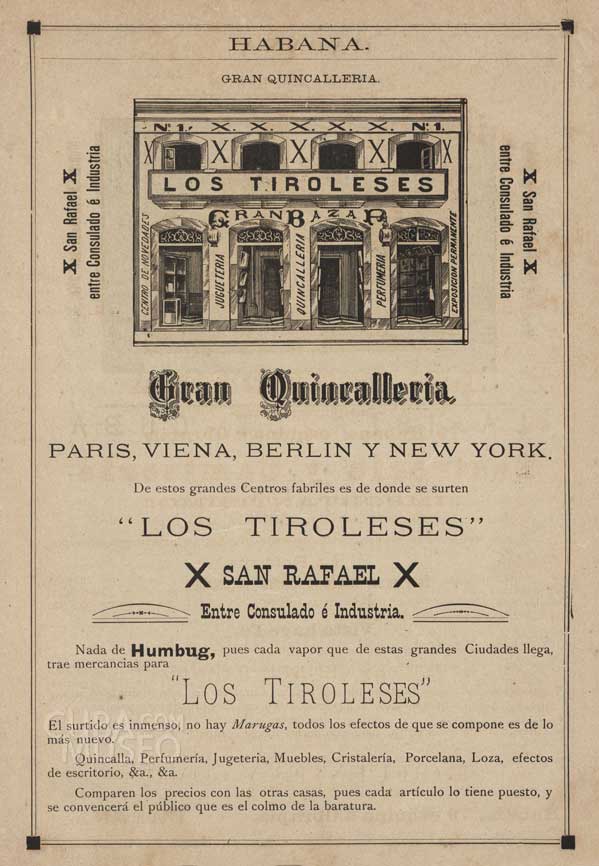 HABANA.
GRAN QUINCALLERIA.
X San Rafael X
entre Consulado é Industria
Nº 1. X. X. X. X. X. Nº 1.
X X X X X
LOS TIROLESES
GRAN BAZAR
CENTRO DE NOVEDADES
JUGUETERIA
QUINCALLERIA
PERFUMERIA
EXPOSICION PERMANENTE
X San Rafael X
entre Consulado é Industria
Gran Quincalleria
PARIS, VIENA, BERLIN Y NEW YORK.
De estos grandes Centros fabriles es de donde se surten
"LOS TIROLESES"
X SAN RAFAEL X
Entre Consulado é Industria.
Nada de Humbug, pues cada vapor que de estas grandes Ciudades llega,
trae mercancias para
"LOS TIROLESES"
El surtido es inmenso, no hay Marugas, todos los efectos de que se compone es de lo
más nuevo.
Quincalla, Perfumería, Jugeteria, Muebles, Cristalería, Porcelana, Loza, efectos
de escritorio, &a., &a.
Comparen los precios con las otras casas, pues cada artículo lo tiene puesto, y
se convencerá el público que es el colmo de la baratura.